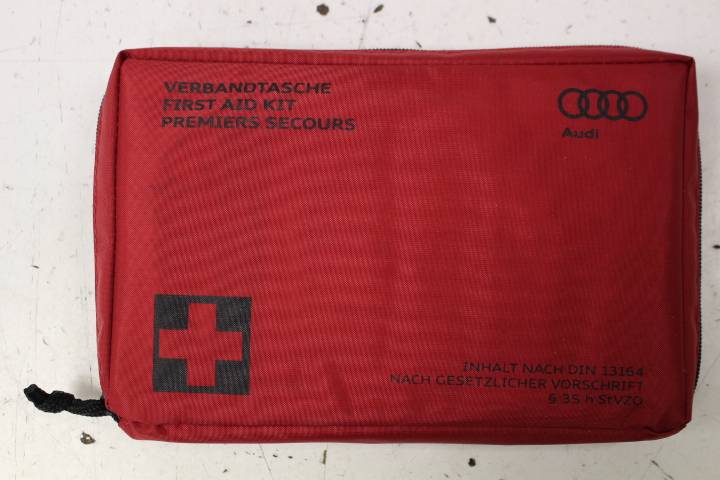 VERBANDTASCHE
FIRST AID KIT
PREMIERS SECOURS
Audi
INHALT NACH DIN 13164
NACH GESETZLICHER VORSCHRIFT
§ 35 h StVZO